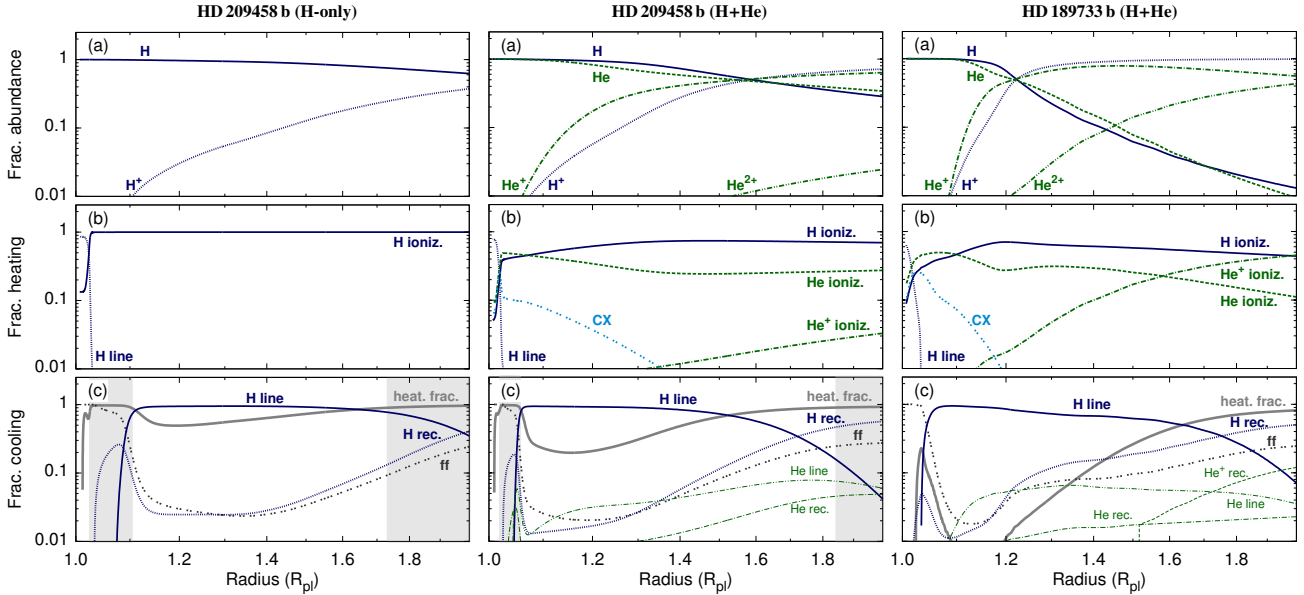 HD 209458 b (H-only)
HD 209458 b (H+He)
HD 189733 b (H+He)
Frac. abundance
1
0.1
0.01
(a)
H
H⁺
(a)
H
He
He⁺
H⁺
He²⁺
(a)
H
He
He⁺
H⁺
He²⁺
Frac. heating
1
0.1
0.01
(b)
H ioniz.
H line
(b)
H ioniz.
He ioniz.
CX
He⁺ ioniz.
H line
(b)
H ioniz.
He⁺ ioniz.
He ioniz.
CX
H line
Frac. cooling
1
0.1
0.01
(c)
H line
heat. frac.
H rec.
ff
(c)
H line
heat. frac.
H rec.
ff
He line
He rec.
(c)
H line
heat. frac.
H rec.
ff
He⁺ rec.
He line
He rec.
1.0 1.2 1.4 1.6 1.8
1.0 1.2 1.4 1.6 1.8
1.0 1.2 1.4 1.6 1.8
Radius (Rpl)
Radius (Rpl)
Radius (Rpl)